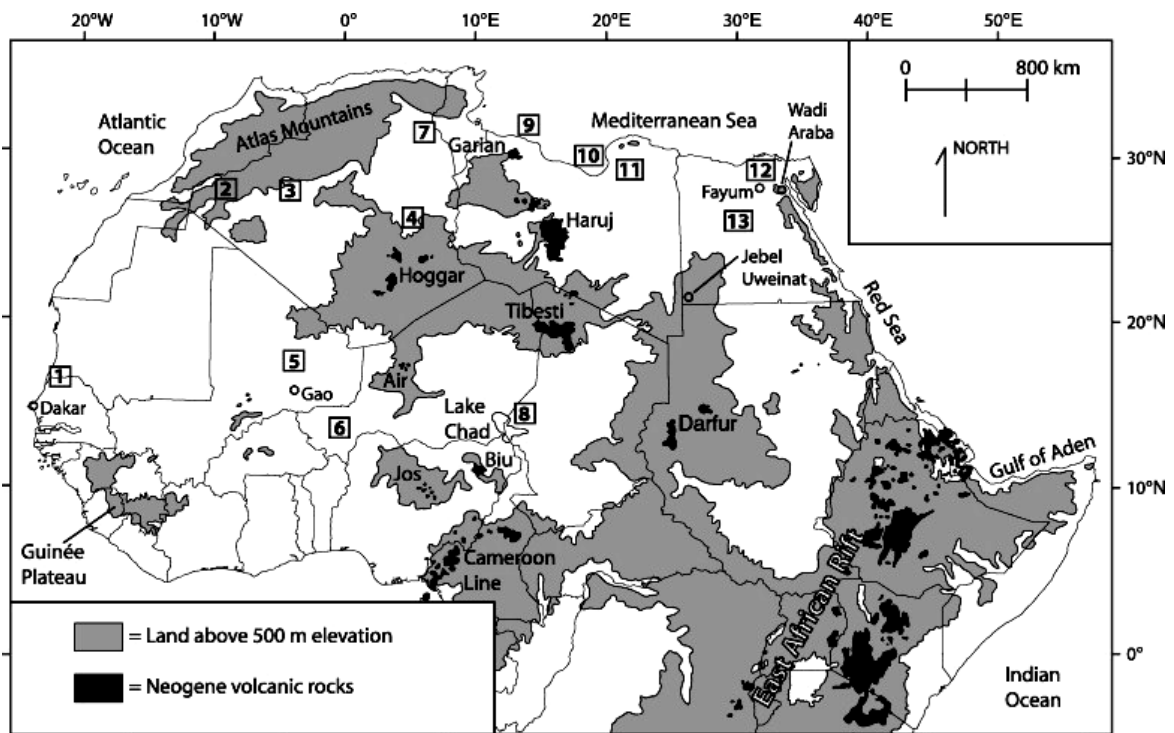 20°W 10°W 0° 10°E 20°E 30°E 40°E 50°E
0 800 km
NORTH
Atlantic
Ocean
Atlas Mountains
Mediterranean Sea
Wadi
Araba
7
9
Garian
10
11
12
Fayum
30°N
2
3
4
13
Haruj
Hoggar
Jebel
Uweinat
Tibesti
Red Sea
20°N
1
5
Air
Dakar
Gao
Lake
Chad
8
Darfur
6
Biu
Jos
Gulf of Aden
10°N
Guinée
Plateau
Cameroon
Line
East African Rift
= Land above 500 m elevation
0°
= Neogene volcanic rocks
Indian
Ocean